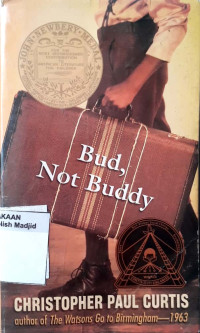 JOHN NEWBERY MEDAL
Bud,
Not Buddy
AKAAN
lish Madjid
CHRISTOPHER PAUL CURTIS
author of The Watsons Go to Birmingham—1963